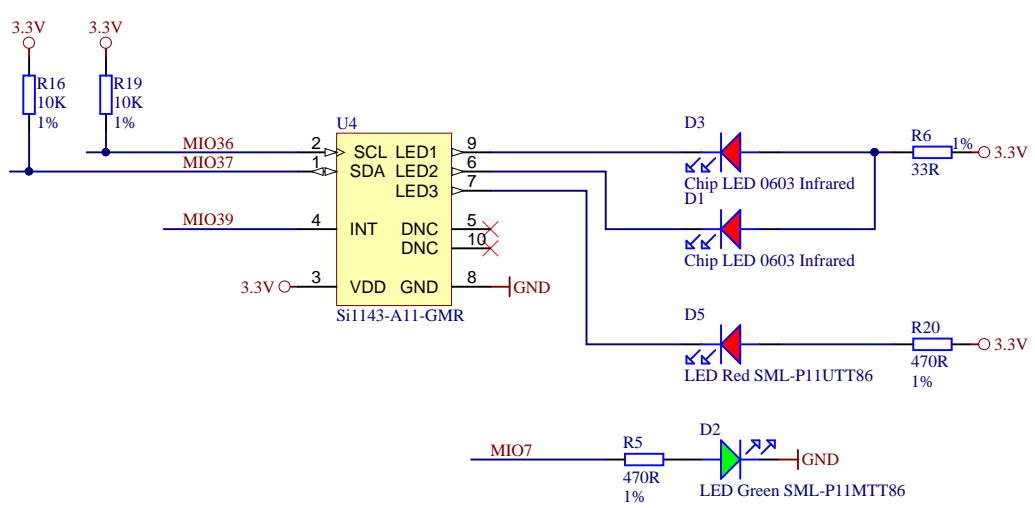 3.3V
3.3V
R16
10K
1%
R19
10K
1%
U4
MIO36
2
SCL
LED1
9
MIO37
1
SDA
LED2
6
LED3
7
MIO39
4
INT
DNC
5
DNC
10
3.3V
3
VDD
GND
8
GND
Si1143-A11-GMR
D3
Chip LED 0603 Infrared
D1
Chip LED 0603 Infrared
R6
1%
33R
3.3V
D5
LED Red SML-P11UTT86
R20
470R
1%
3.3V
MIO7
R5
470R
1%
D2
GND
LED Green SML-P11MTT86